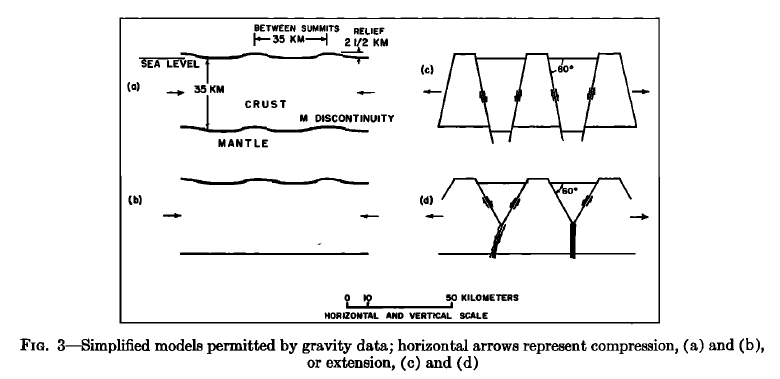 BETWEEN SUMMITS
35 KM
RELIEF
2 1/2 KM
SEA LEVEL
(a)
35 KM
CRUST
M DISCONTINUITY
MANTLE
(b)
(c)
60°
(d)
60°
0 10 50 KILOMETERS
HORIZONTAL AND VERTICAL SCALE
FIG. 3—Simplified models permitted by gravity data; horizontal arrows represent compression, (a) and (b),
or extension, (c) and (d)